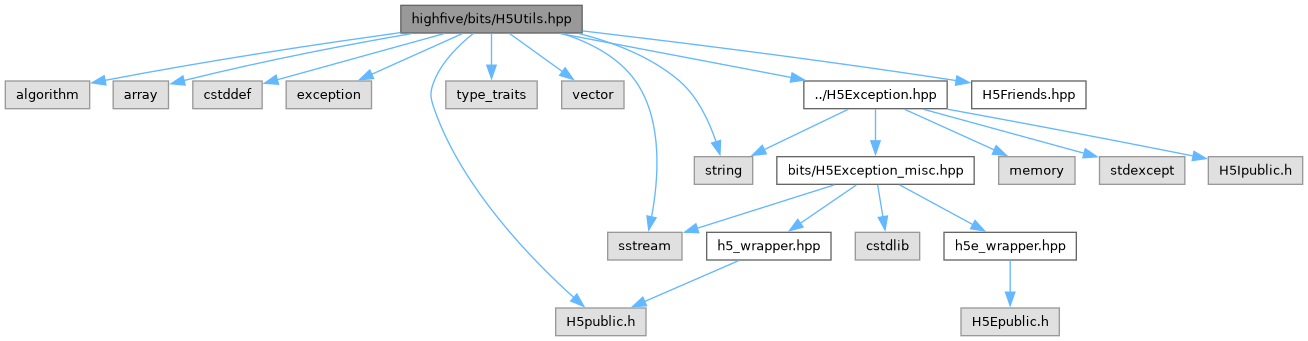 highfive/bits/H5Utils.hpp
algorithm
array
cstddef
exception
type_traits
vector
../H5Exception.hpp
H5Friends.hpp
string
bits/H5Exception_misc.hpp
memory
stdexcept
H5Ipublic.h
sstream
h5_wrapper.hpp
cstdlib
h5e_wrapper.hpp
H5public.h
H5Epublic.h